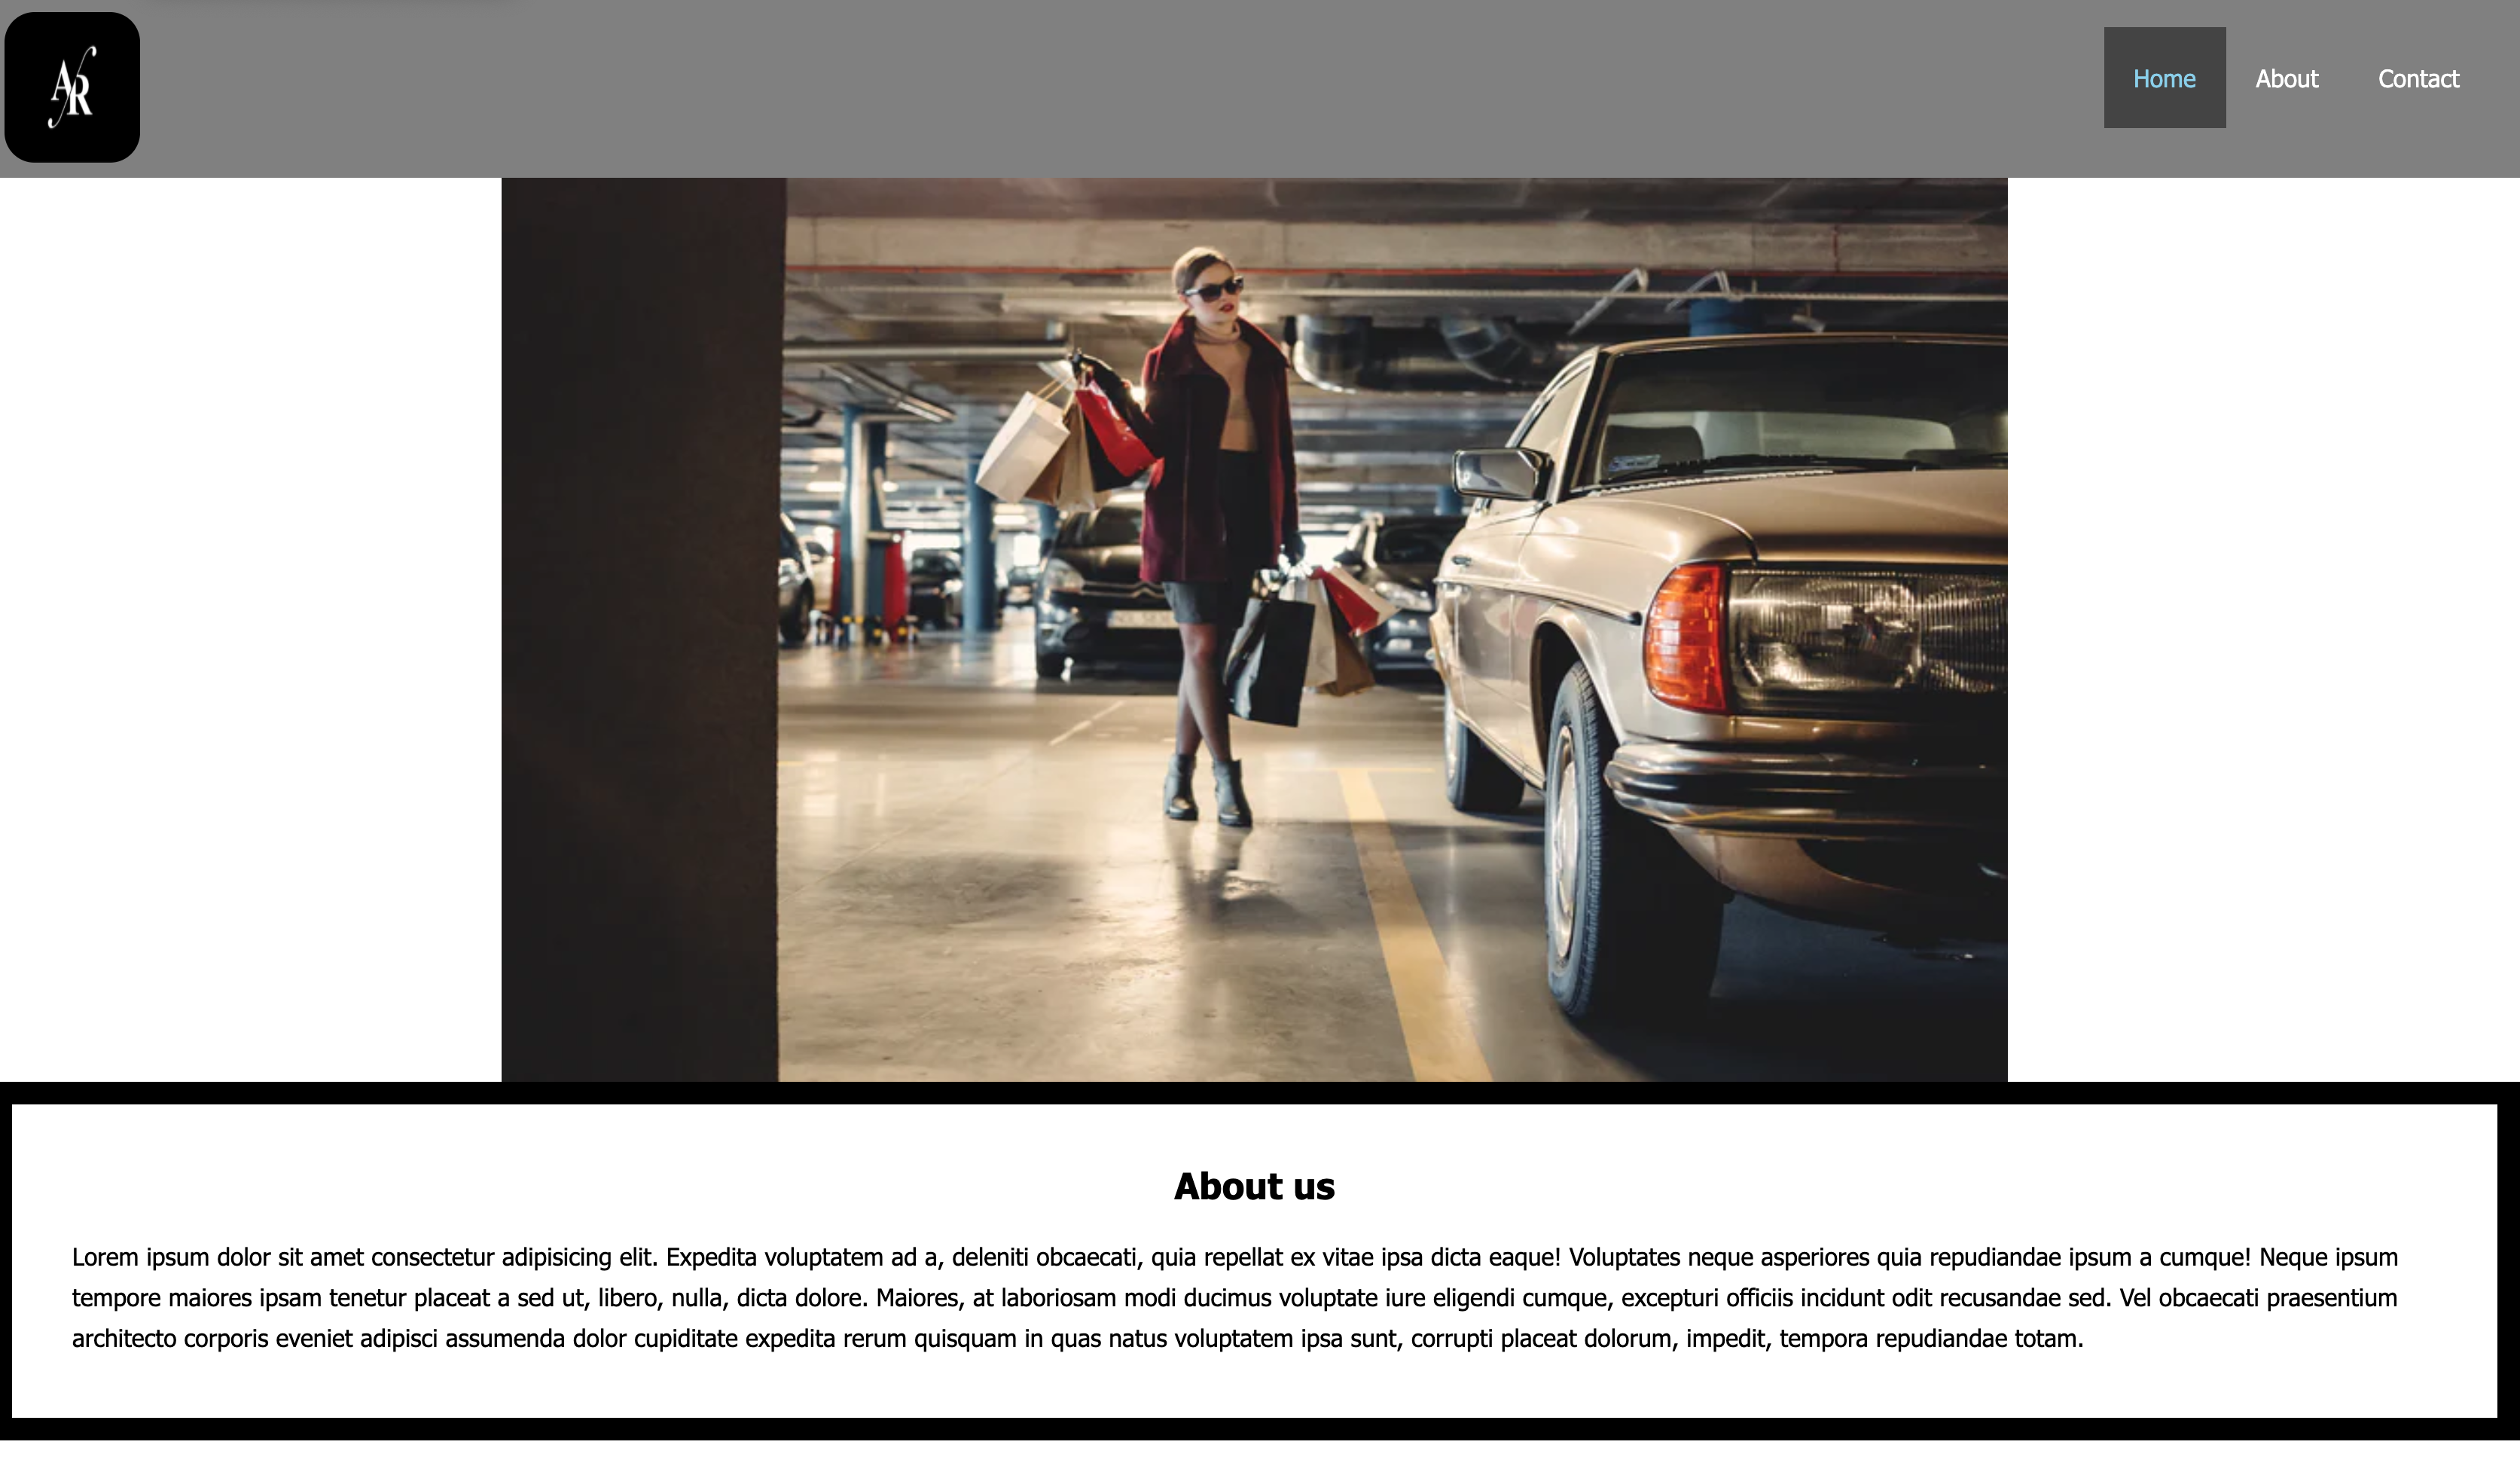 AR
Home About Contact
About us
Lorem ipsum dolor sit amet consectetur adipisicing elit. Expedita voluptatem ad a, deleniti obcaecati, quia repellat ex vitae ipsa dicta eaque! Voluptates neque asperiores quia repudiandae ipsum a cumque! Neque ipsum
tempore maiores ipsam tenetur placeat a sed ut, libero, nulla, dicta dolore. Maiores, at laboriosam modi ducimus voluptate iure eligendi cumque, excepturi officiis incidunt odit recusandae sed. Vel obcaecati praesentium
architecto corporis eveniet adipisci assumenda dolor cupiditate expedita rerum quisquam in quas natus voluptatem ipsa sunt, corrupti placeat dolorum, impedit, tempora repudiandae totam.